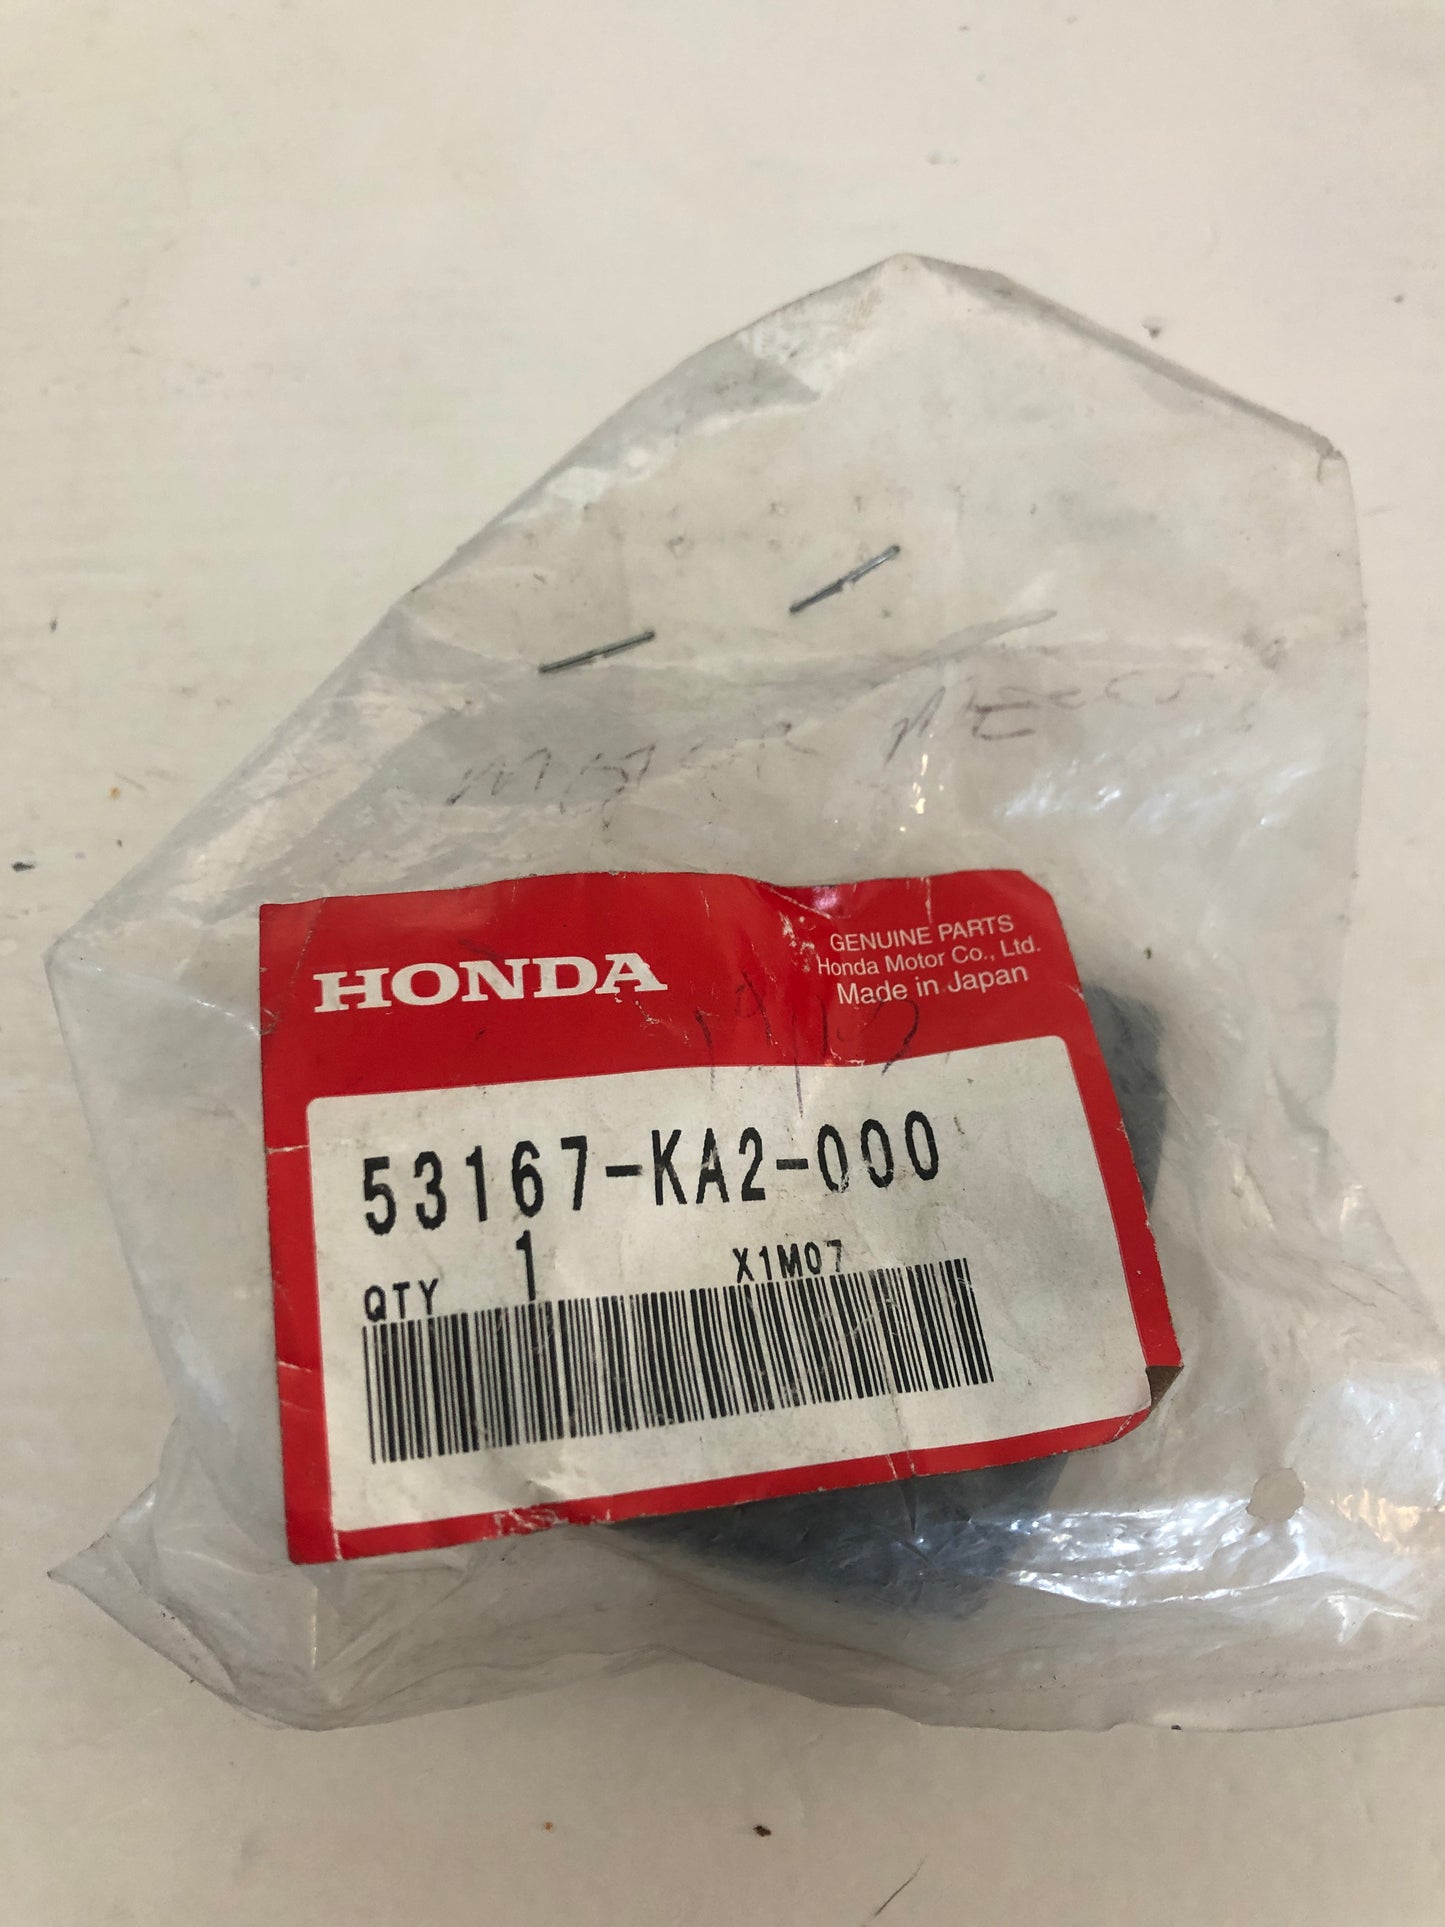 HONDA
GENUINE PARTS
Honda Motor Co., Ltd.
Made in Japan
53167-KA2-000
QTY 1 X1M07